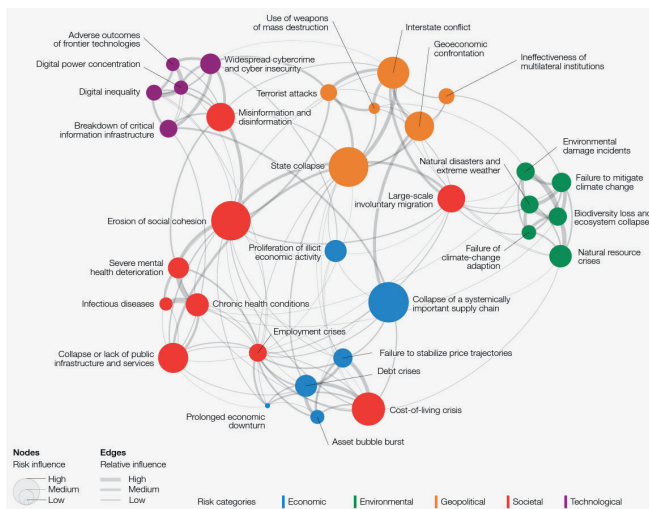 Use of weapons
of mass destruction
Interstate conflict
Adverse outcomes
of frontier technologies
Widespread cybercrime
and cyber insecurity
Geoeconomic
confrontation
Ineffectiveness of
multilateral institutions
Digital power concentration
Digital inequality
Terrorist attacks
Misinformation and
disinformation
Breakdown of critical
information infrastructure
Environmental
damage incidents
State collapse
Natural disasters and
extreme weather
Failure to mitigate
climate change
Large-scale
involuntary migration
Erosion of social cohesion
Biodiversity loss and
ecosystem collapse
Proliferation of illicit
economic activity
Failure of
climate-change
adaption
Natural resource
crises
Severe mental
health deterioration
Infectious diseases
Chronic health conditions
Collapse of a systemically
important supply chain
Employment crises
Collapse or lack of public
infrastructure and services
Failure to stabilize price trajectories
Debt crises
Prolonged economic
downturn
Cost-of-living crisis
Asset bubble burst
Nodes
Risk influence
High
Medium
Low
Edges
Relative influence
High
Medium
Low
Risk categories
Economic
Environmental
Geopolitical
Societal
Technological